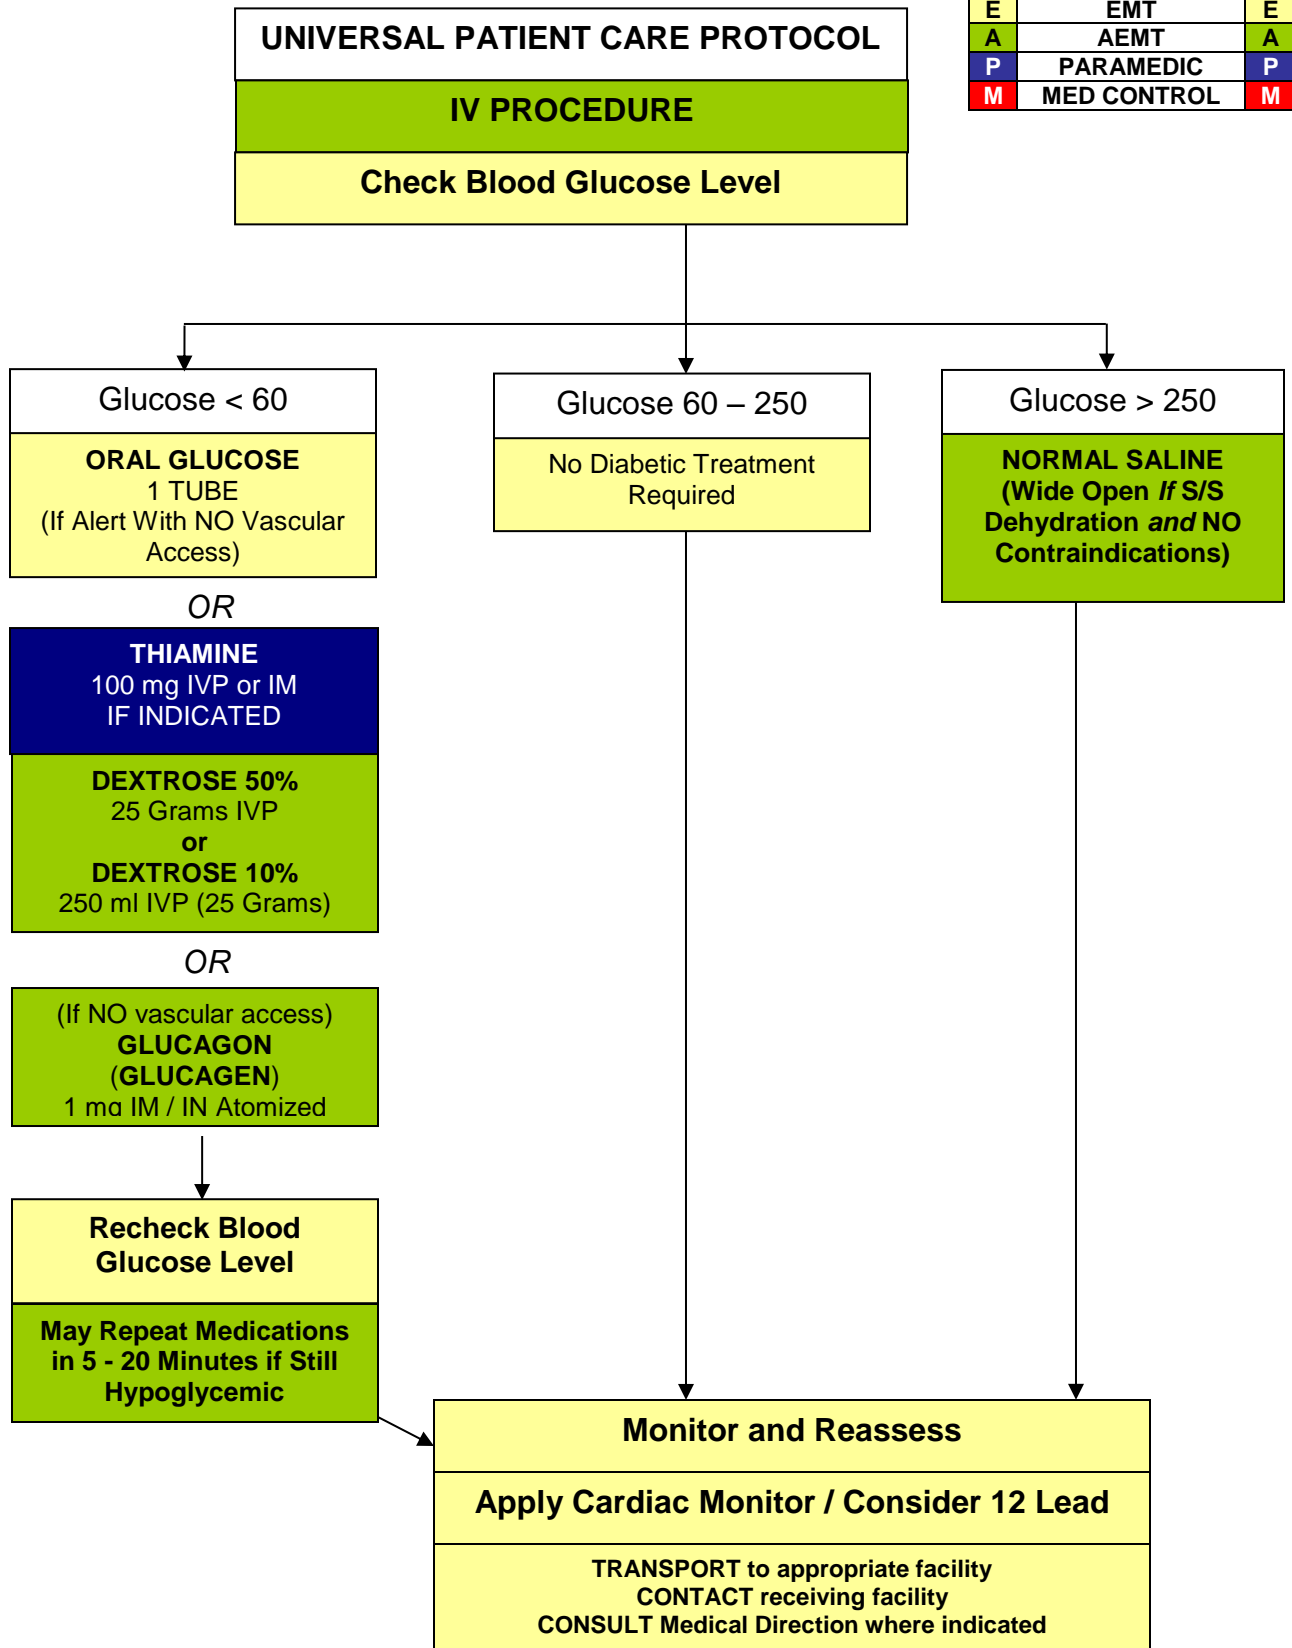 E EMT E
A AEMT A
P PARAMEDIC P
M MED CONTROL M
UNIVERSAL PATIENT CARE PROTOCOL
IV PROCEDURE
Check Blood Glucose Level
Glucose < 60
ORAL GLUCOSE
1 TUBE
(If Alert With NO Vascular
Access)
OR
THIAMINE
100 mg IVP or IM
IF INDICATED
DEXTROSE 50%
25 Grams IVP
or
DEXTROSE 10%
250 ml IVP (25 Grams)
OR
(If NO vascular access)
GLUCAGON
(GLUCAGEN)
1 mg IM / IN Atomized
Recheck Blood
Glucose Level
May Repeat Medications
in 5 - 20 Minutes if Still
Hypoglycemic
Glucose 60 – 250
No Diabetic Treatment
Required
Glucose > 250
NORMAL SALINE
(Wide Open If S/S
Dehydration and NO
Contraindications)
Monitor and Reassess
Apply Cardiac Monitor / Consider 12 Lead
TRANSPORT to appropriate facility
CONTACT receiving facility
CONSULT Medical Direction where indicated